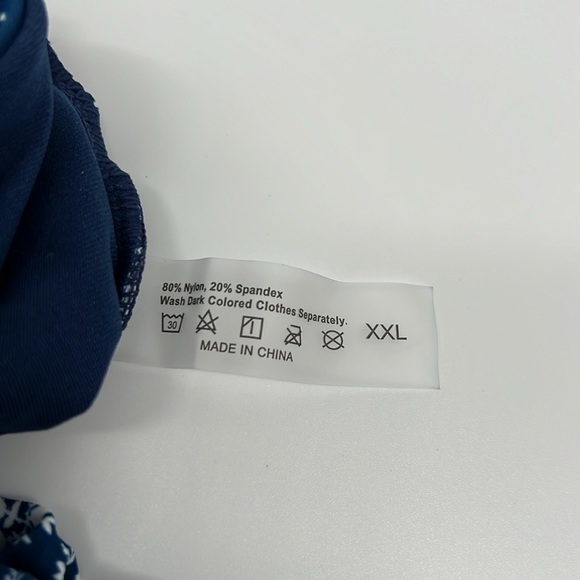 80% Nylon, 20% Spandex
Wash Dark Colored Clothes Separately.
30
XXL
MADE IN CHINA